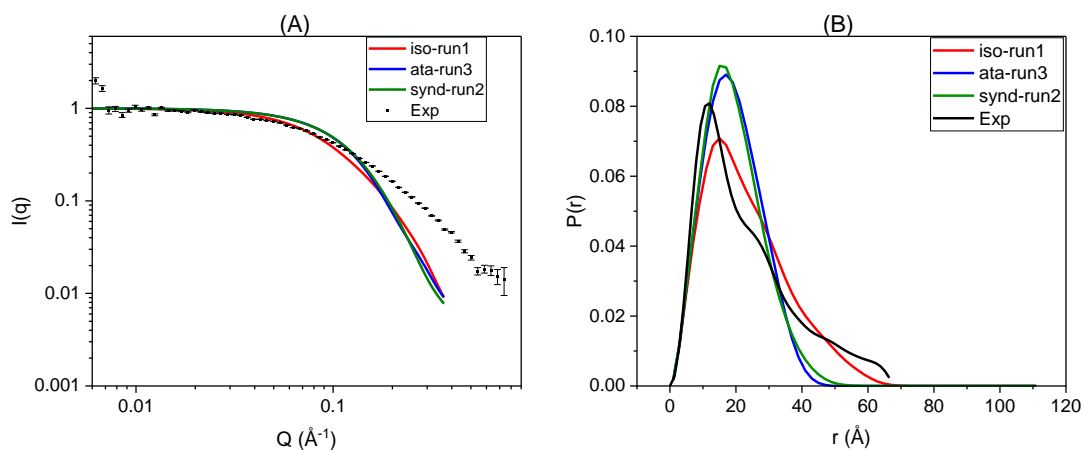 (A)
iso-run1
ata-run3
synd-run2
Exp
1
0.1
0.01
0.001
I(q)
0.01
0.1
Q (Å-1)
(B)
iso-run1
ata-run3
synd-run2
Exp
0.10
0.08
0.06
0.04
0.02
0.00
P(r)
0
20
40
60
80
100
120
r (Å)